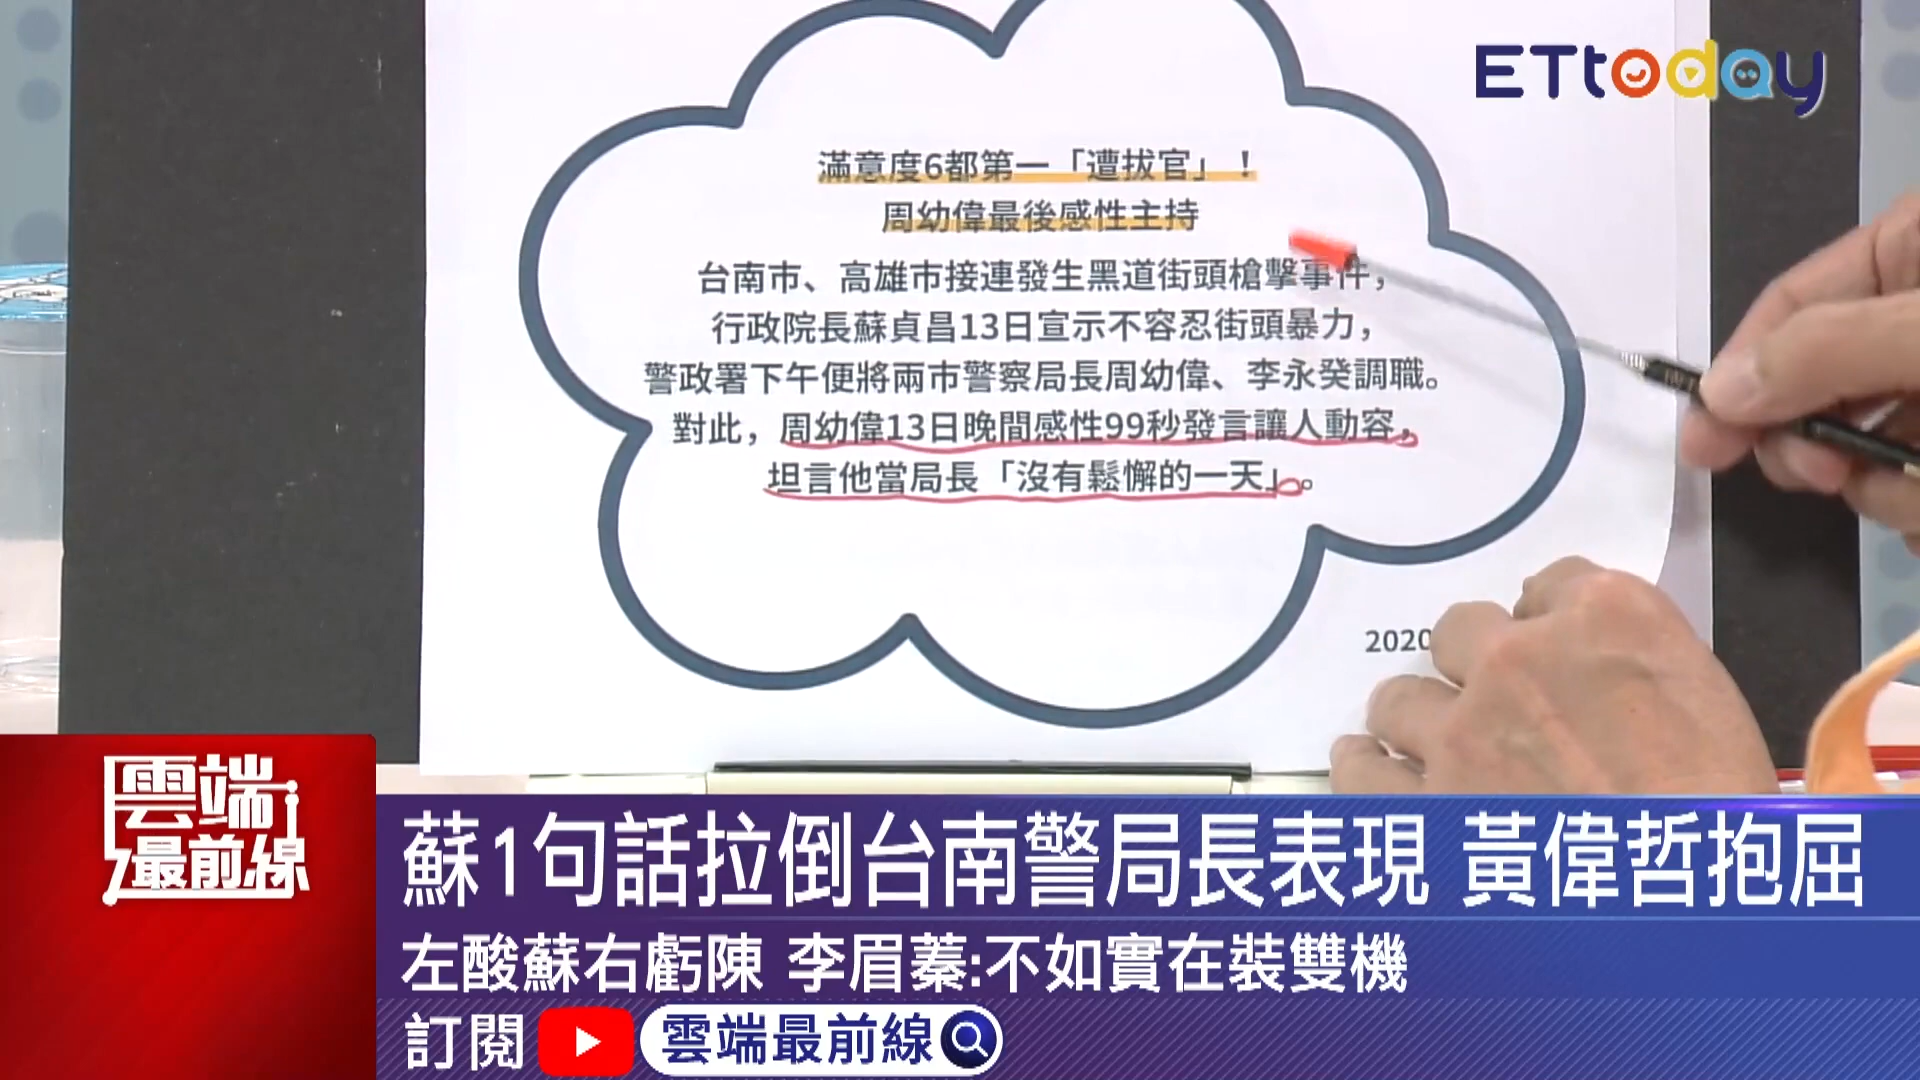 ETtoday
滿意度6都第一「遭拔官」！
周幼偉最後感性主持
台南市、高雄市接連發生黑道街頭槍擊事件，
行政院長蘇貞昌13日宣示不容忍街頭暴力，
警政署下午便將兩市警察局長周幼偉、李永癸調職。
對此，周幼偉13日晚間感性99秒發言讓人動容，
坦言他當局長「沒有鬆懈的一天」。
2020
雲端
最前線
蘇1句話拉倒台南警局長表現 黃偉哲抱屈
左酸蘇右虧陳 李眉蓁:不如實在裝雙機
訂閱 雲端最前線